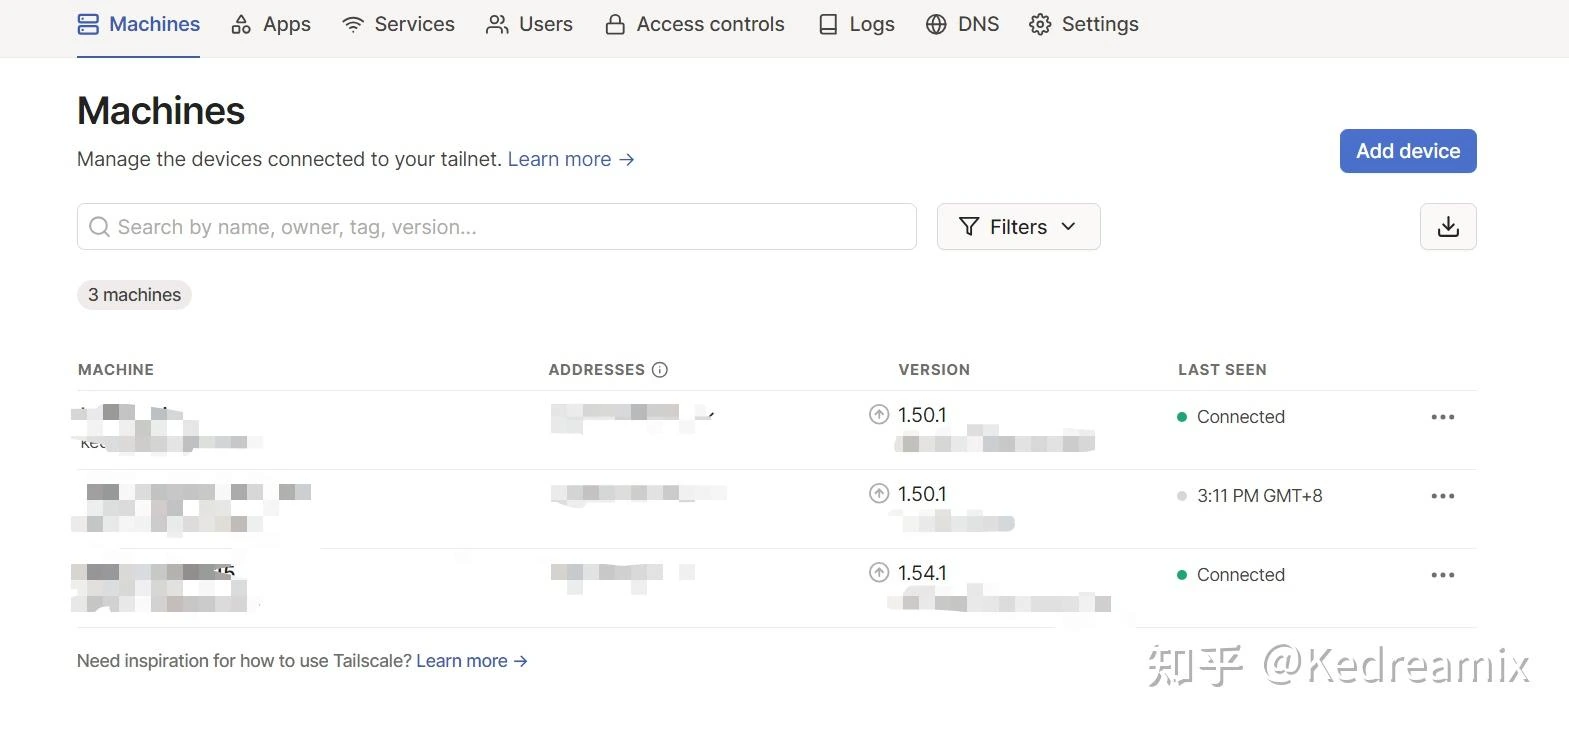 Machines Apps Services Users Access controls Logs DNS Settings
Machines
Manage the devices connected to your tailnet. Learn more →
Add device
Search by name, owner, tag, version...
Filters
3 machines
MACHINE ADDRESSES VERSION LAST SEEN
1.50.1 Connected
1.50.1 3:11 PM GMT+8
15 1.54.1 Connected
Need inspiration for how to use Tailscale? Learn more →
知乎 @Kedreamix